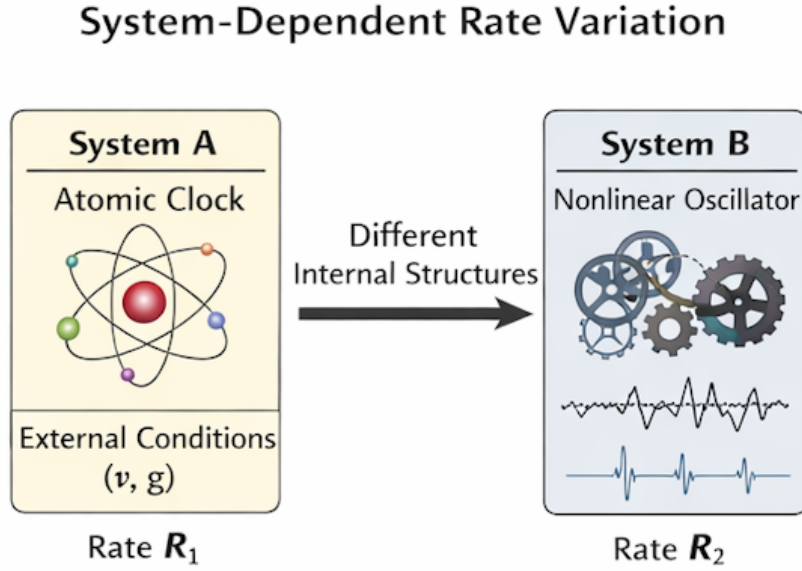 System-Dependent Rate Variation
System A
Atomic Clock
External Conditions
(v, g)
Rate R₁
Different
Internal Structures
System B
Nonlinear Oscillator
Rate R₂